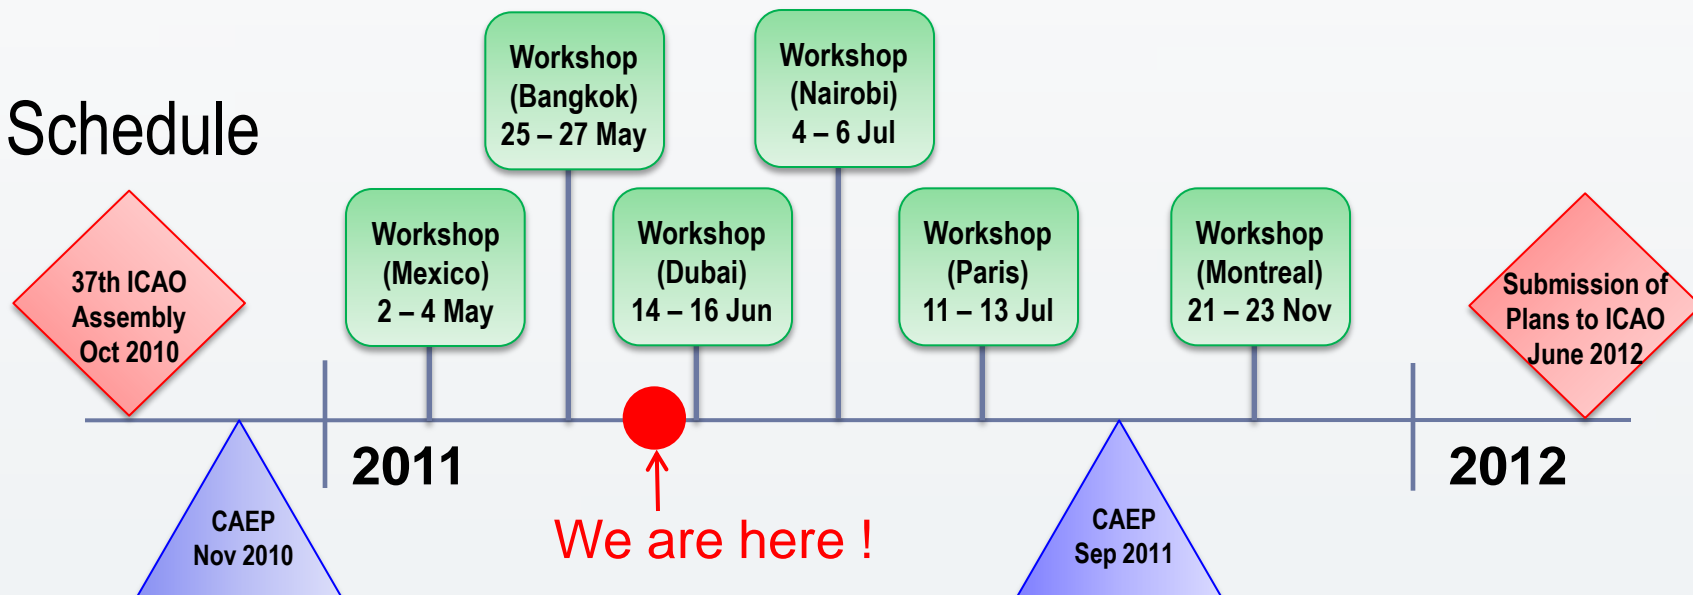 Schedule
37th ICAO
Assembly
Oct 2010
CAEP
Nov 2010
2011
Workshop
(Mexico)
2 – 4 May
Workshop
(Bangkok)
25 – 27 May
We are here !
Workshop
(Dubai)
14 – 16 Jun
Workshop
(Nairobi)
4 – 6 Jul
Workshop
(Paris)
11 – 13 Jul
CAEP
Sep 2011
Workshop
(Montreal)
21 – 23 Nov
2012
Submission of
Plans to ICAO
June 2012